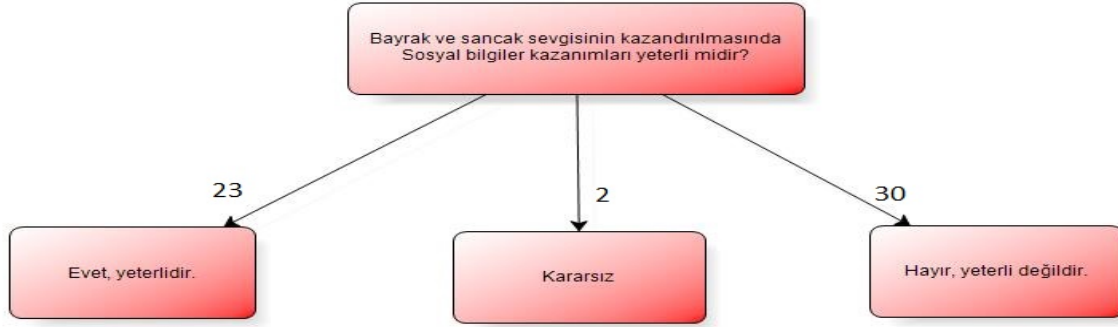 Bayrak ve sancak sevgisinin kazandırılmasında
Sosyal bilgiler kazanımları yeterli midir?
23
2
30
Evet, yeterlidir.
Kararsız
Hayır, yeterli değildir.